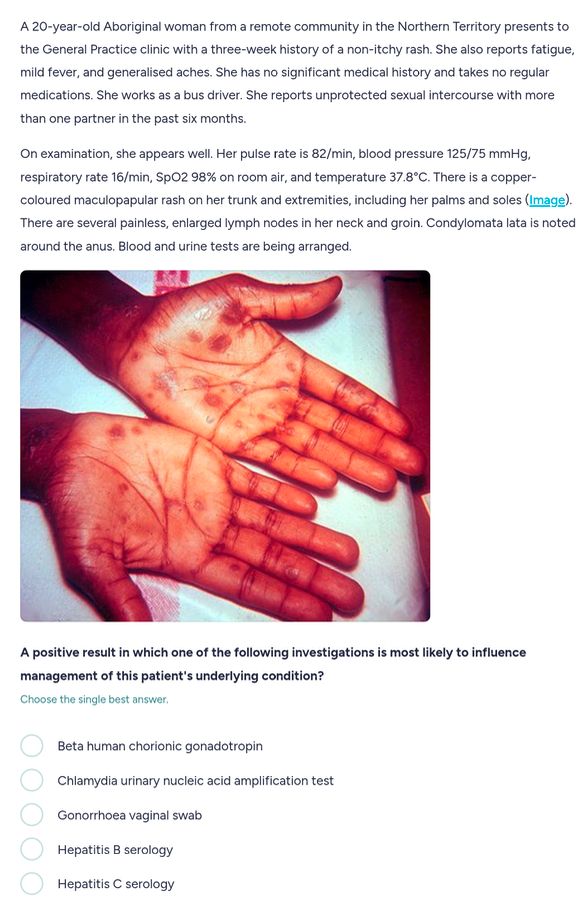 A 20-year-old Aboriginal woman from a remote community in the Northern Territory presents to
the General Practice clinic with a three-week history of a non-itchy rash. She also reports fatigue,
mild fever, and generalised aches. She has no significant medical history and takes no regular
medications. She works as a bus driver. She reports unprotected sexual intercourse with more
than one partner in the past six months.
On examination, she appears well. Her pulse rate is 82/min, blood pressure 125/75 mmHg,
respiratory rate 16/min, SpO2 98% on room air, and temperature 37.8°C. There is a copper-
coloured maculopapular rash on her trunk and extremities, including her palms and soles (Image).
There are several painless, enlarged lymph nodes in her neck and groin. Condylomata lata is noted
around the anus. Blood and urine tests are being arranged.
A positive result in which one of the following investigations is most likely to influence
management of this patient's underlying condition?
Choose the single best answer.
Beta human chorionic gonadotropin
Chlamydia urinary nucleic acid amplification test
Gonorrhoea vaginal swab
Hepatitis B serology
Hepatitis C serology